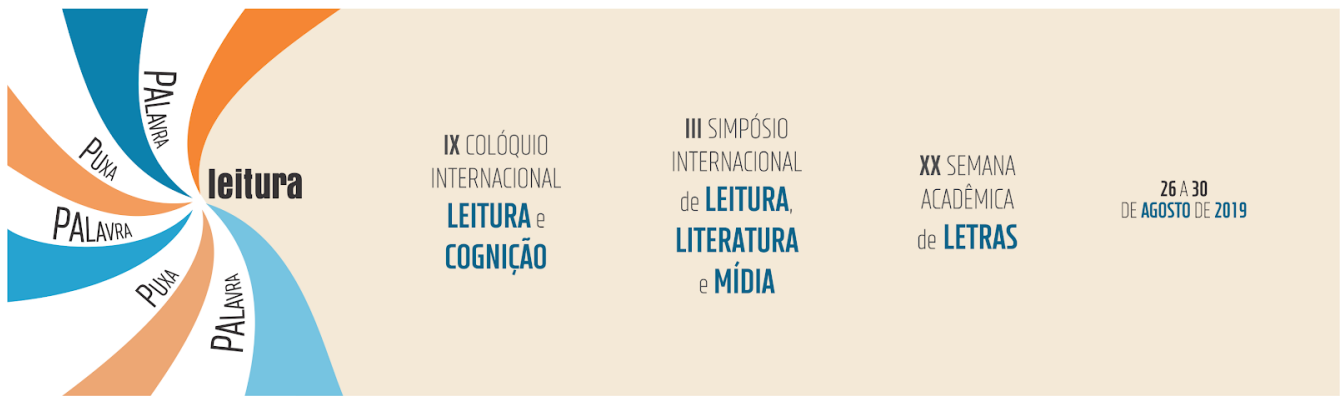 PALAVRA
PUXA
PALAVRA
PUXA
PALAVRA
leitura
IX COLÓQUIO
INTERNACIONAL
LEITURA e
COGNIÇÃO
III SIMPÓSIO
INTERNACIONAL
de LEITURA,
LITERATURA
e MÍDIA
XX SEMANA
ACADÊMICA
de LETRAS
26 A 30
DE AGOSTO DE 2019